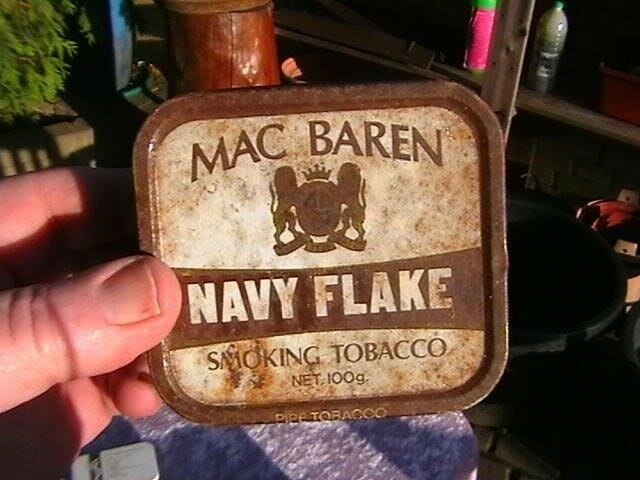 MAC BAREN
NAVY FLAKE
SMOKING TOBACCO
NET. 100g.
PIPE TOBACCO